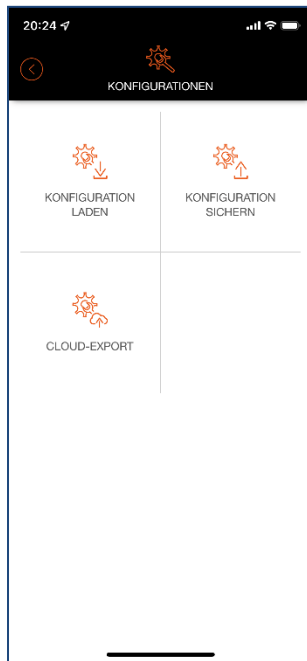 20:24
KONFIGURATIONEN
KONFIGURATION
LADEN
KONFIGURATION
SICHERN
CLOUD-EXPORT